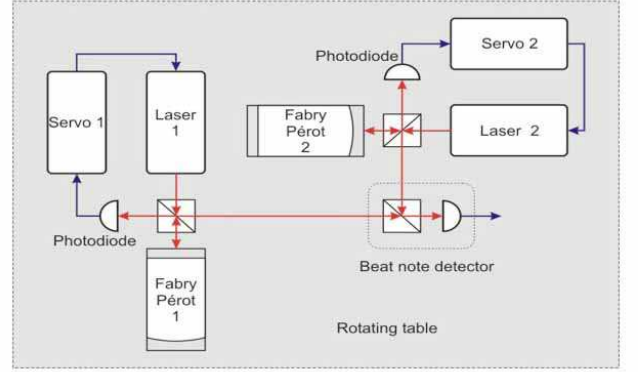 Servo 1
Laser
1
Photodiode
Fabry
Pérot
1
Photodiode
Servo 2
Fabry
Pérot
2
Laser 2
Beat note detector
Rotating table